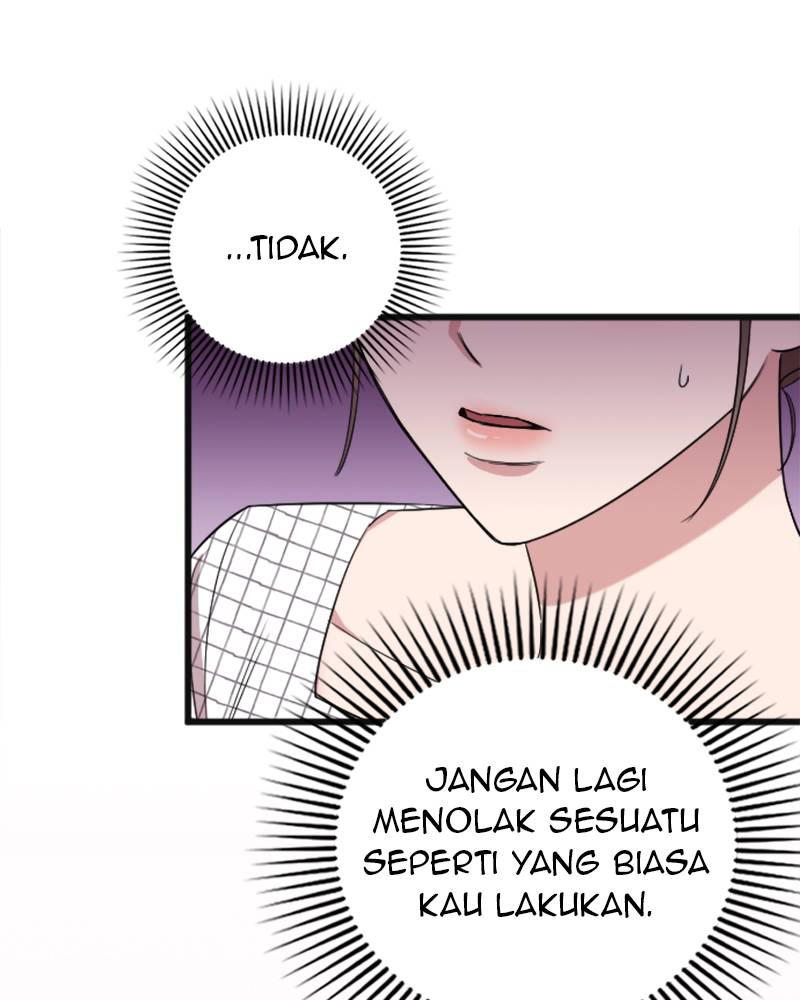 ...TIDAK.
JANGAN LAGI
MENOLAK SESUATU
SEPERTI YANG BIASA
KAU LAKUKAN.